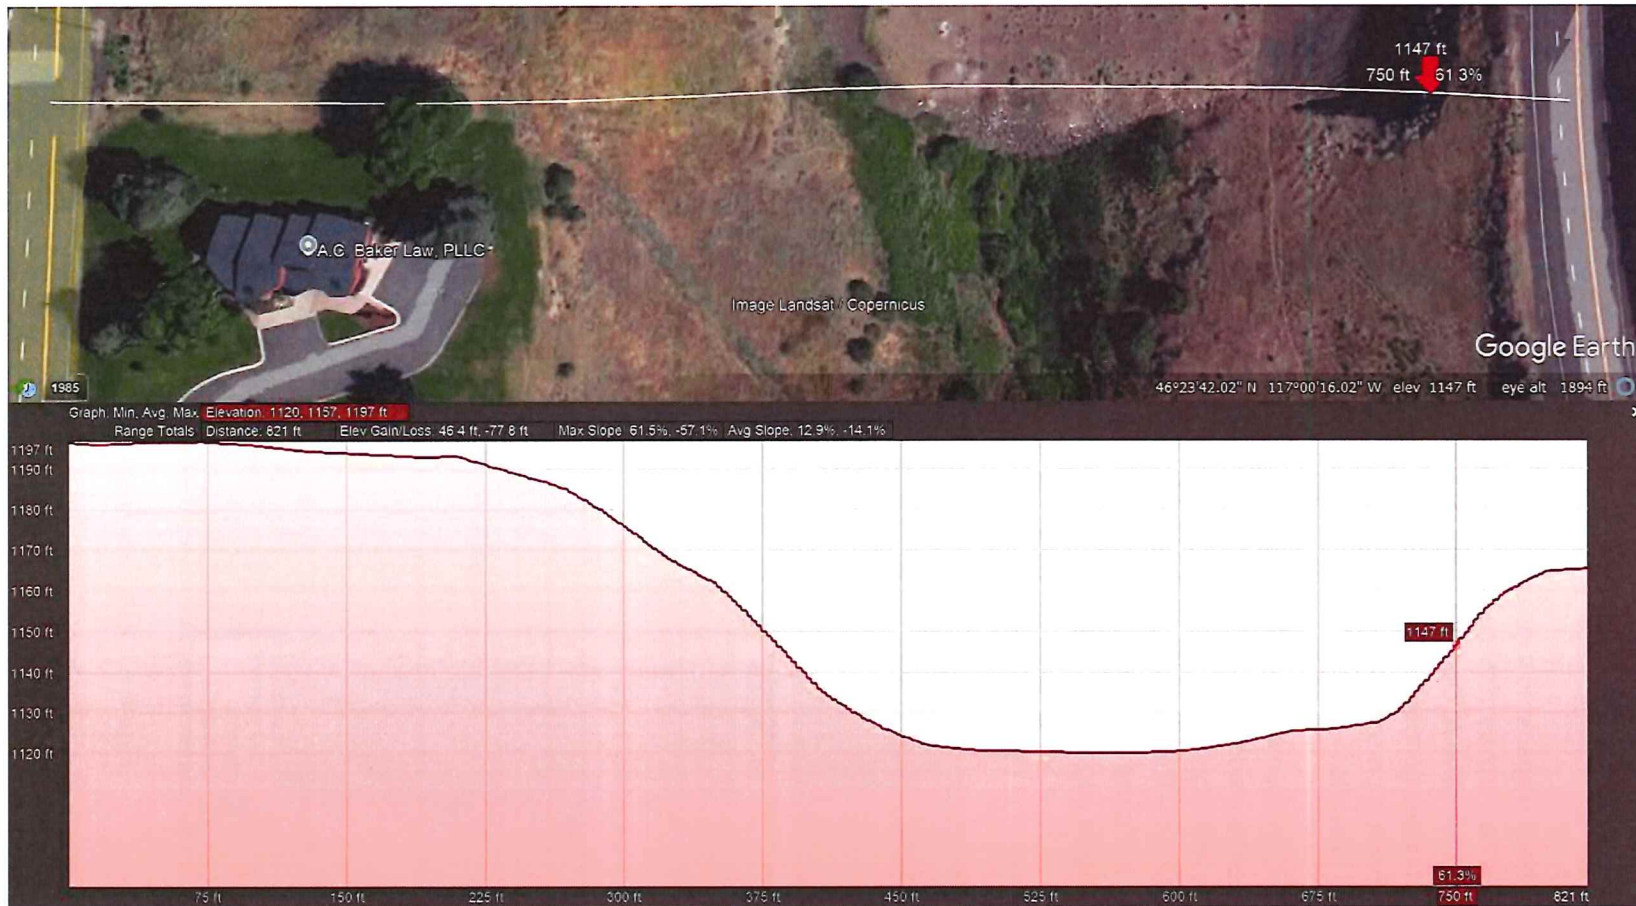 1147 ft
750 ft 61.3%
A.C. Baker Law, PLLC
Image Landsat / Copernicus
Google Earth
1985
46°23'42.02" N 117°00'16.02" W elev 1147 ft eye alt 1894 ft
Graph: Min, Avg, Max Elevation: 1120, 1157, 1197 ft
Range Totals Distance: 821 ft Elev Gain/Loss: 46.4 ft, -77.8 ft Max Slope: 61.5%, -57.1% Avg Slope: 12.9%, -14.1%
1197 ft
1190 ft
1180 ft
1170 ft
1160 ft
1150 ft
1147 ft
1140 ft
1130 ft
1120 ft
61.3%
75 ft 150 ft 225 ft 300 ft 375 ft 450 ft 525 ft 600 ft 675 ft 750 ft 821 ft